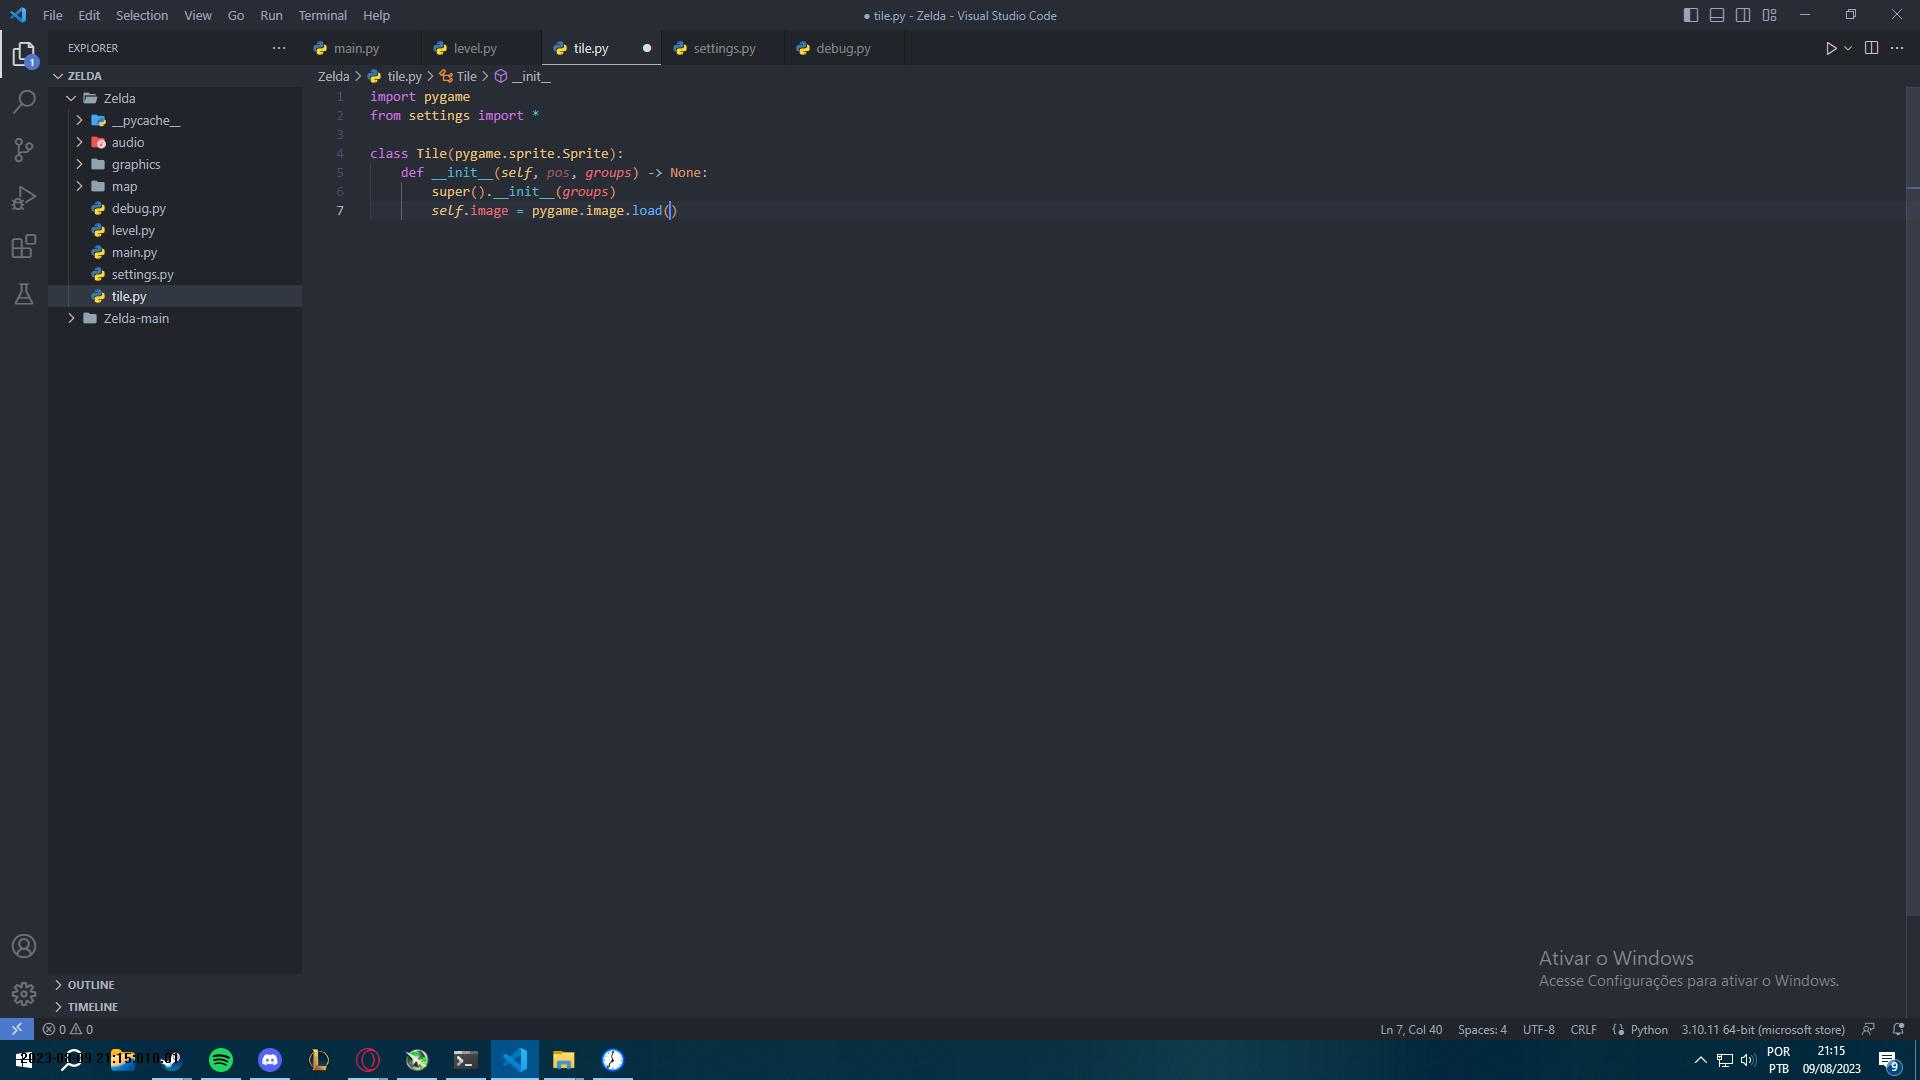 File Edit Selection View Go Run Terminal Help
● tile.py - Zelda - Visual Studio Code
EXPLORER
main.py
level.py
tile.py
settings.py
debug.py
1
ZELDA
Zelda
__pycache__
audio
graphics
map
debug.py
level.py
main.py
settings.py
tile.py
Zelda-main
Zelda > tile.py > Tile > __init__
1 import pygame
2 from settings import *
3
4 class Tile(pygame.sprite.Sprite):
5 def __init__(self, pos, groups) -> None:
6 super().__init__(groups)
7 self.image = pygame.image.load()
Ativar o Windows
Acesse Configurações para ativar o Windows.
OUTLINE
TIMELINE
0 0
Ln 7, Col 40 Spaces: 4 UTF-8 CRLF Python 3.10.11 64-bit (microsoft store)
POR
PTB
21:15
09/08/2023
9